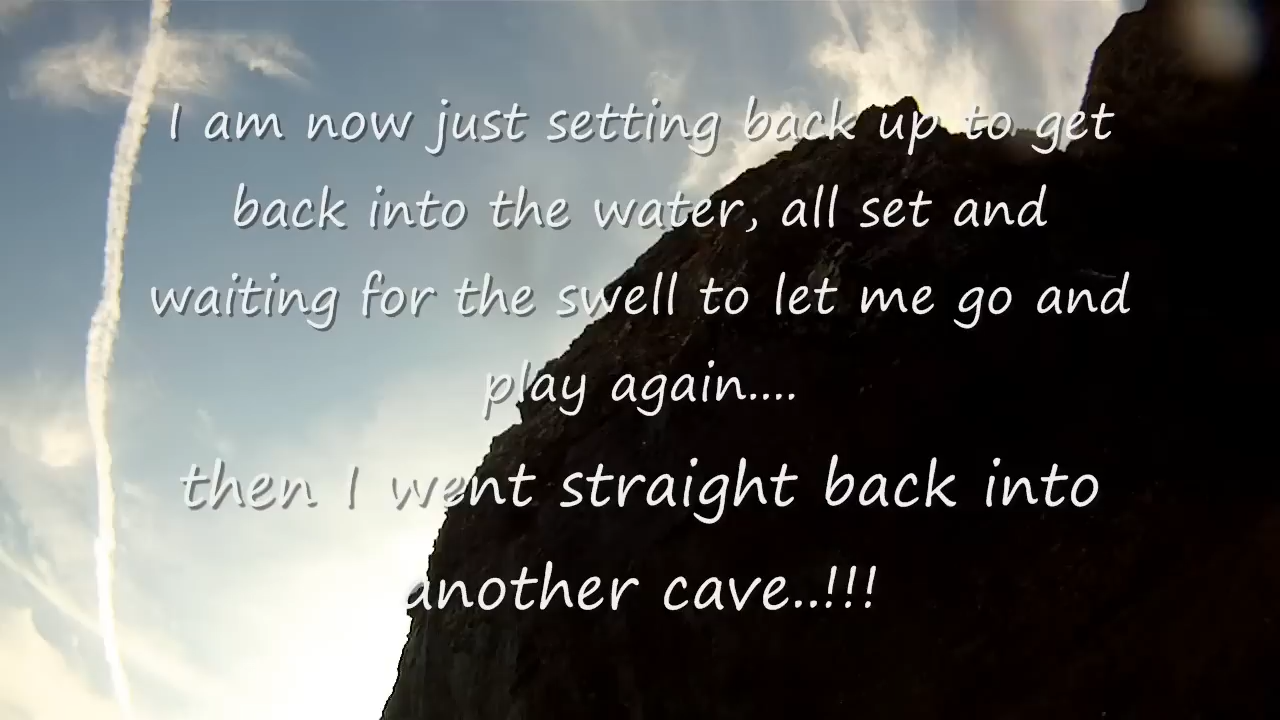 I am now just setting back up to get
back into the water, all set and
waiting for the swell to let me go and
play again....
then I went straight back into
another cave..!!!